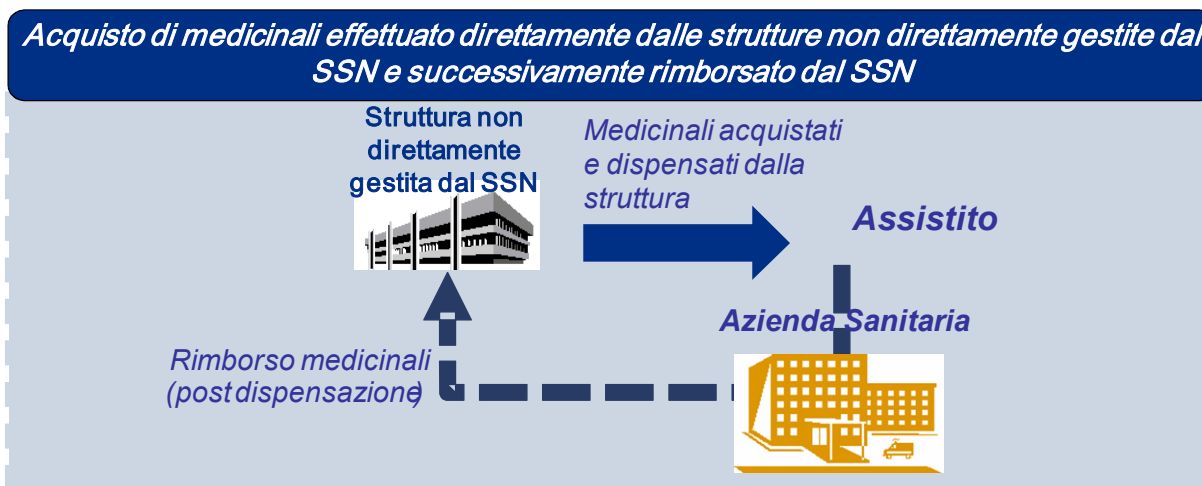 Acquisto di medicinali effettuato direttamente dalle strutture non direttamente gestite dal
SSN e successivamente rimborsato dal SSN
Struttura non
direttamente
gestita dal SSN
Medicinali acquistati
e dispensati dalla
struttura
Assistito
Azienda Sanitaria
Rimborso medicinali
(post dispensazione)